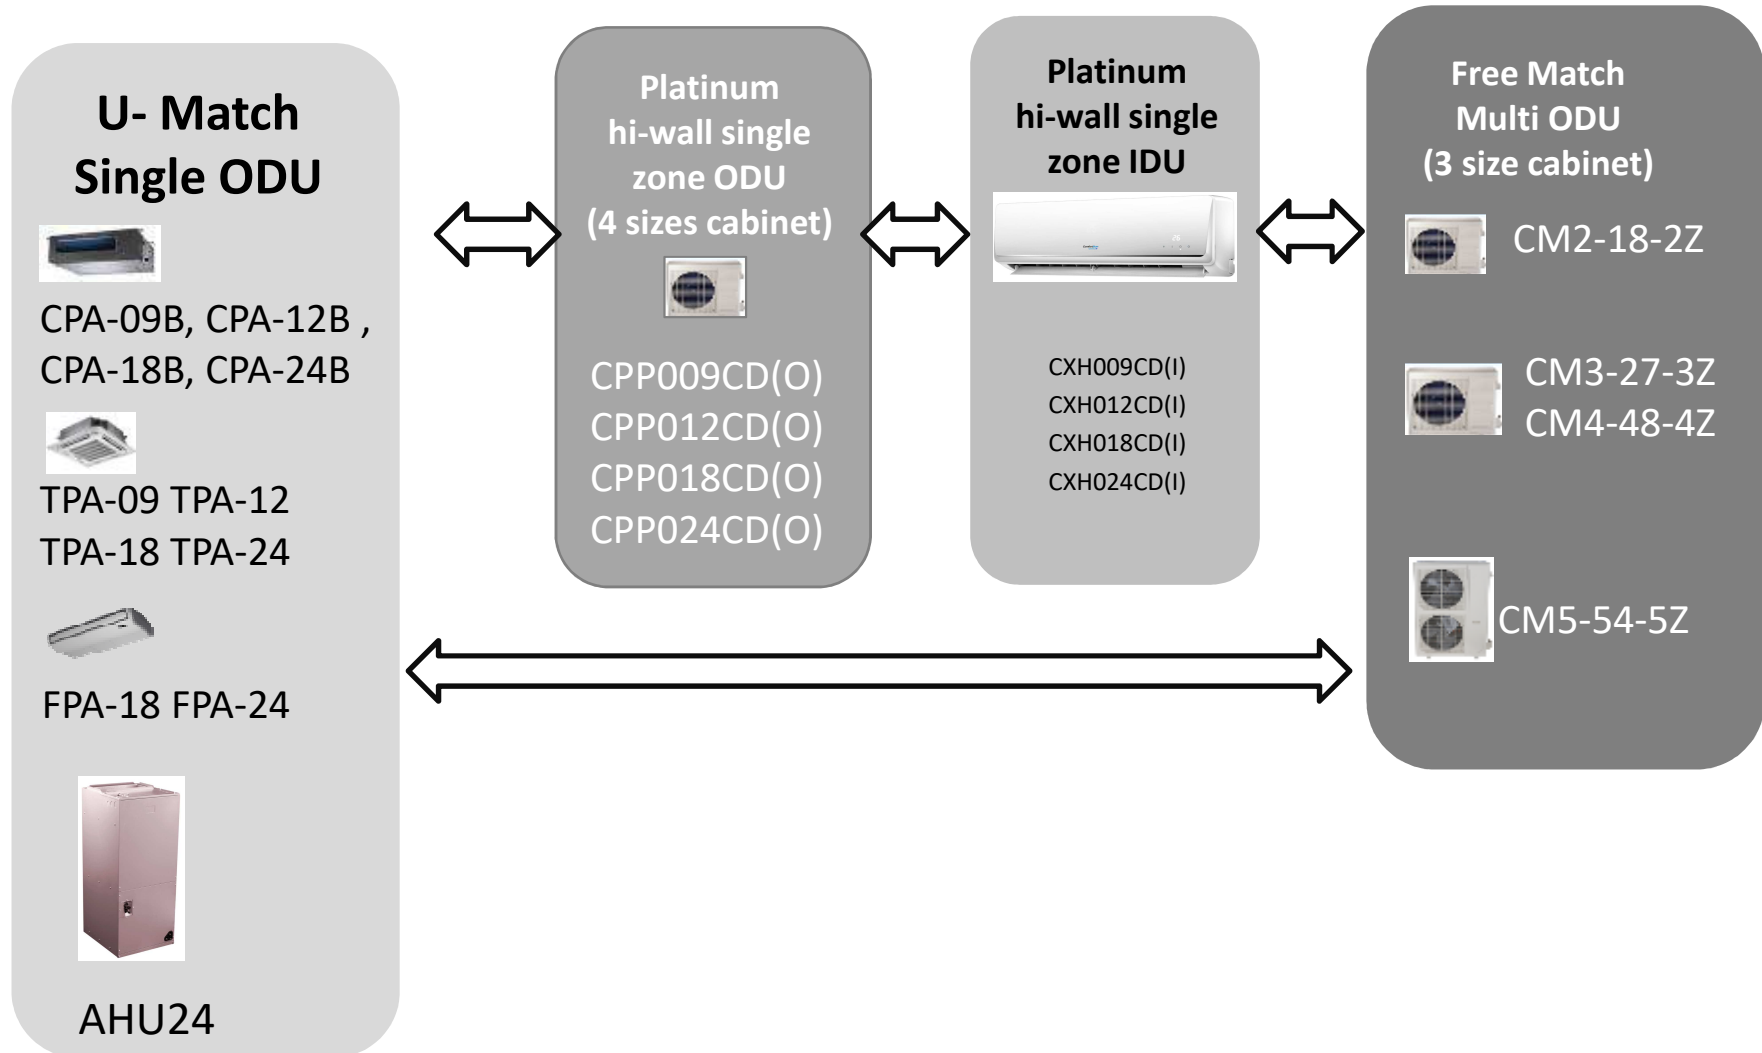 U- Match
Single ODU
CPA-09B, CPA-12B ,
CPA-18B, CPA-24B
TPA-09 TPA-12
TPA-18 TPA-24
FPA-18 FPA-24
AHU24
Platinum
hi-wall single
zone ODU
(4 sizes cabinet)
CPP009CD(O)
CPP012CD(O)
CPP018CD(O)
CPP024CD(O)
Platinum
hi-wall single
zone IDU
CXH009CD(I)
CXH012CD(I)
CXH018CD(I)
CXH024CD(I)
Free Match
Multi ODU
(3 size cabinet)
CM2-18-2Z
CM3-27-3Z
CM4-48-4Z
CM5-54-5Z